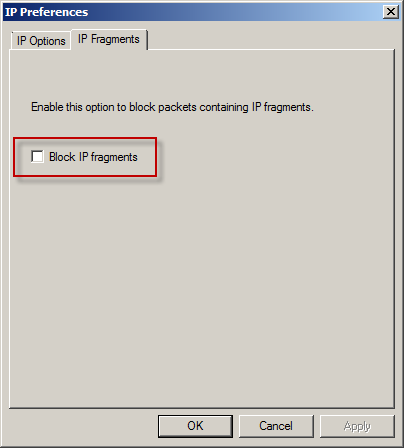 IP Preferences
IP Options IP Fragments
Enable this option to block packets containing IP fragments.
Block IP fragments
OK Cancel Apply